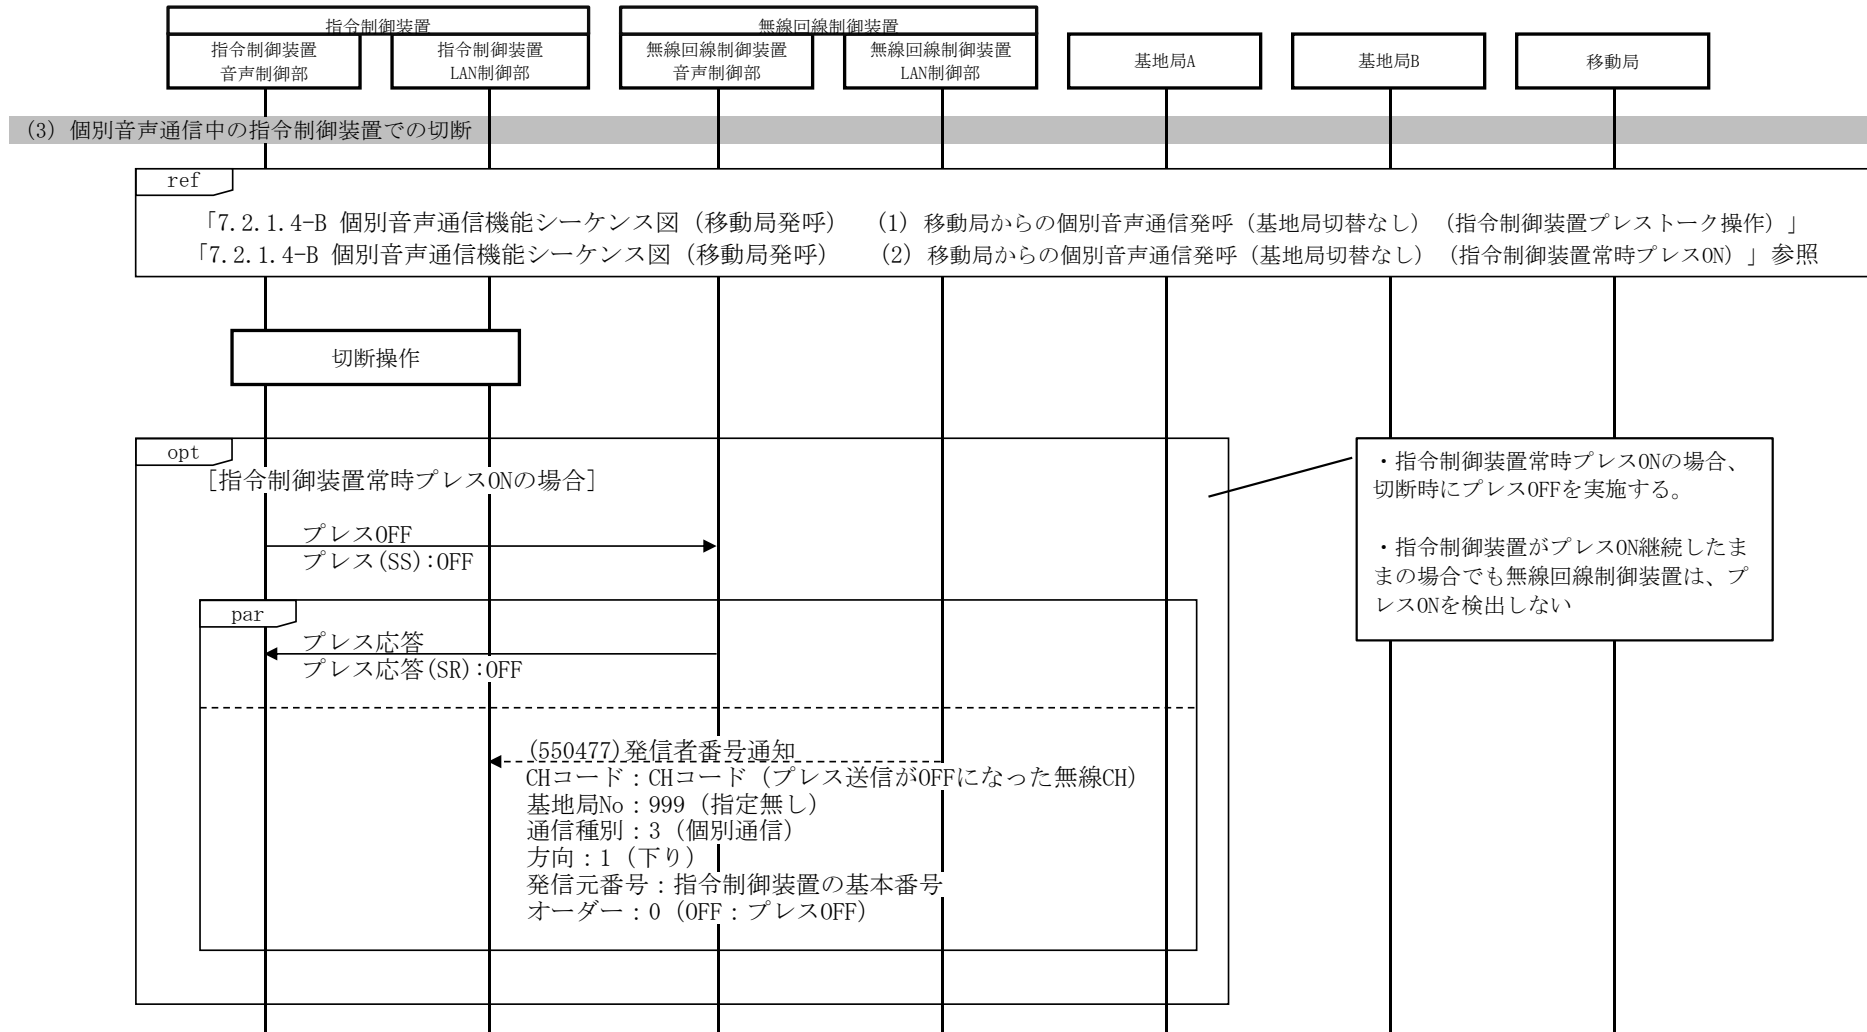 指令制御装置
無線回線制御装置
指令制御装置
音声制御部
指令制御装置
LAN制御部
無線回線制御装置
音声制御部
無線回線制御装置
LAN制御部
基地局A
基地局B
移動局
(3) 個別音声通信中の指令制御装置での切断
ref
「7.2.1.4-B 個別音声通信機能シーケンス図（移動局発呼） (1) 移動局からの個別音声通信発呼（基地局切替なし）（指令制御装置プレストーク操作）」
「7.2.1.4-B 個別音声通信機能シーケンス図（移動局発呼） (2) 移動局からの個別音声通信発呼（基地局切替なし）（指令制御装置常時プレスON）」参照
切断操作
opt
[指令制御装置常時プレスONの場合]
・指令制御装置常時プレスONの場合、
切断時にプレスOFFを実施する。
・指令制御装置がプレスON継続したま
まの場合でも無線回線制御装置は、プ
レスONを検出しない
プレスOFF
プレス(SS):OFF
par
プレス応答
プレス応答(SR):OFF
(550477)発信者番号通知
CHコード：CHコード（プレス送信がOFFになった無線CH）
基地局No：999（指定無し）
通信種別：3（個別通信）
方向：1（下り）
発信元番号：指令制御装置の基本番号
オーダー：0（OFF：プレスOFF）